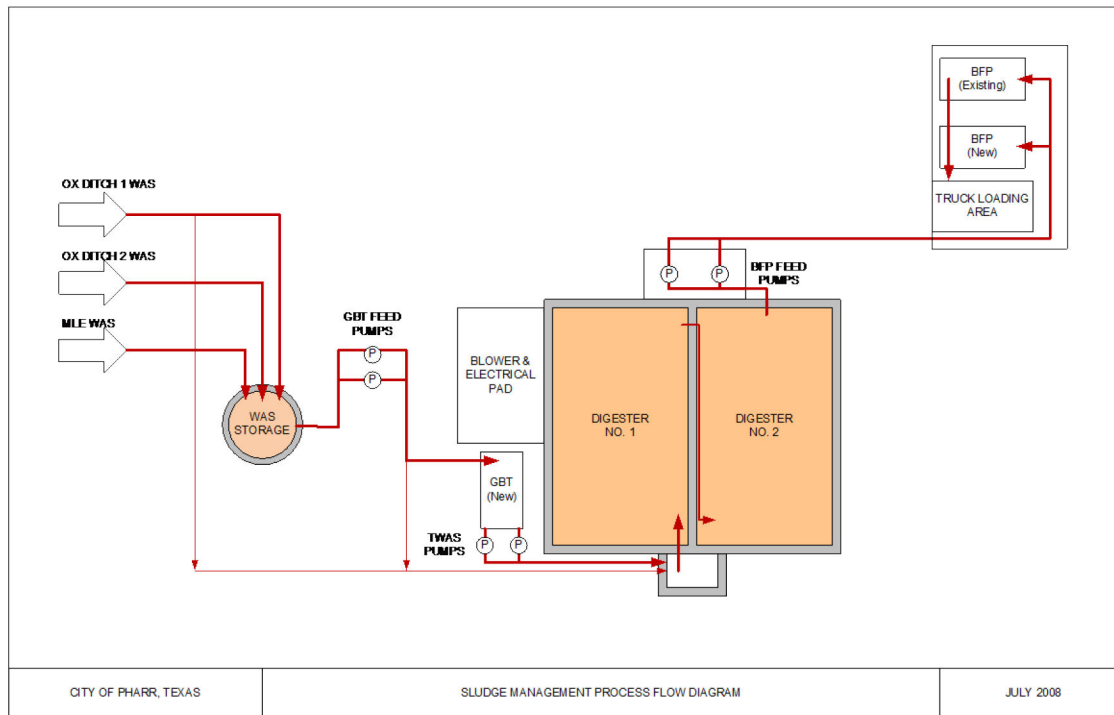 BFP
(Existing)
BFP
(New)
TRUCK LOADING
AREA
OX DITCH 1 WAS
OX DITCH 2 WAS
MLE WAS
GBT FEED
PUMPS
P
P
WAS
STORAGE
BLOWER &
ELECTRICAL
PAD
P
P
BFP FEED
PUMPS
DIGESTER
NO. 1
DIGESTER
NO. 2
GBT
(New)
TWAS
PUMPS
P
P
CITY OF PHARR, TEXAS
SLUDGE MANAGEMENT PROCESS FLOW DIAGRAM
JULY 2008